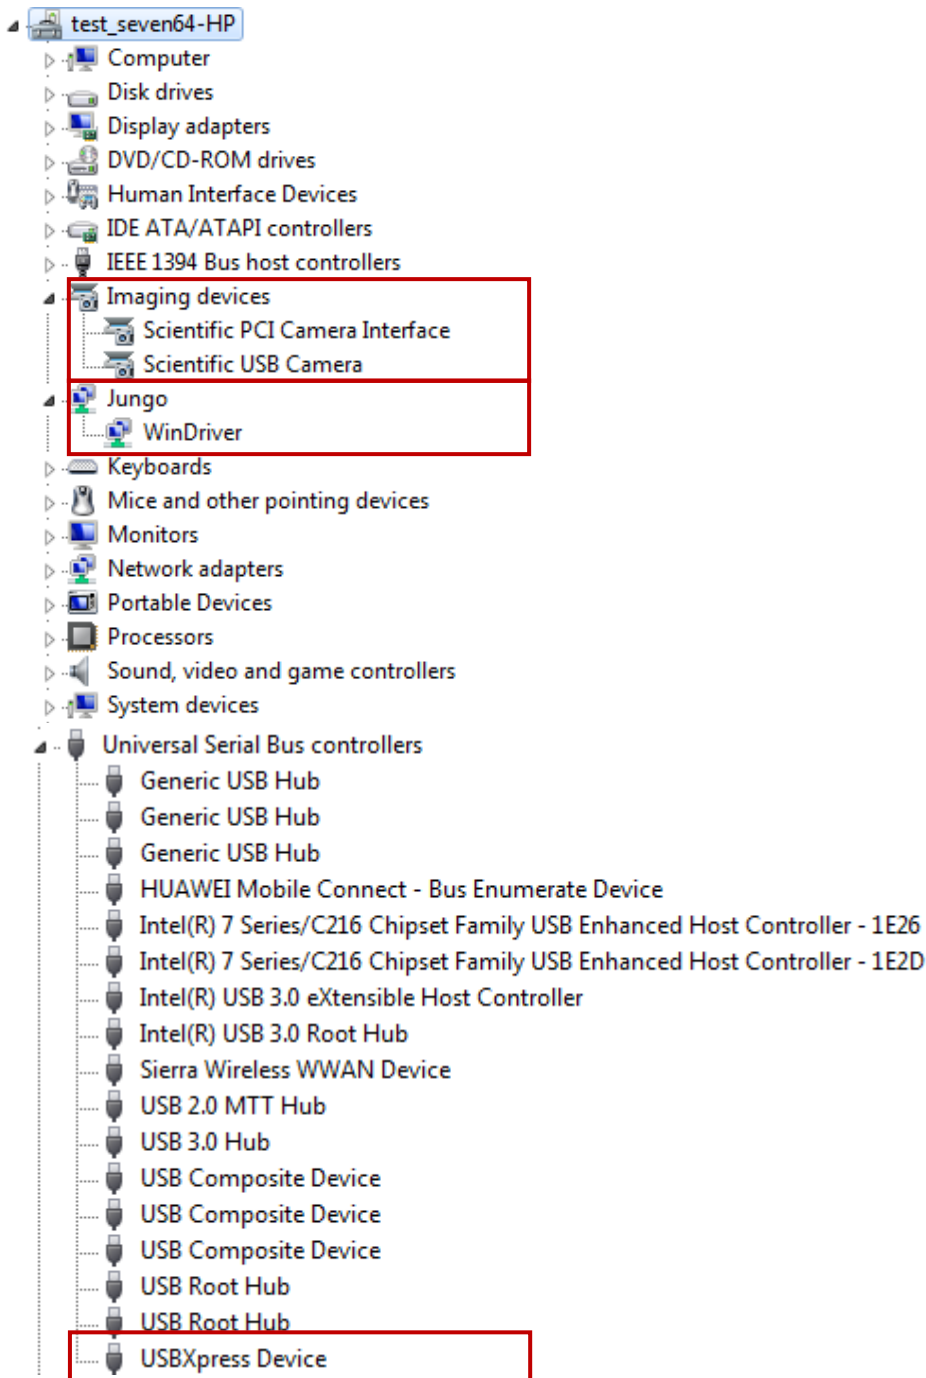 test_seven64-HP
Computer
Disk drives
Display adapters
DVD/CD-ROM drives
Human Interface Devices
IDE ATA/ATAPI controllers
IEEE 1394 Bus host controllers
Imaging devices
Scientific PCI Camera Interface
Scientific USB Camera
Jungo
WinDriver
Keyboards
Mice and other pointing devices
Monitors
Network adapters
Portable Devices
Processors
Sound, video and game controllers
System devices
Universal Serial Bus controllers
Generic USB Hub
Generic USB Hub
Generic USB Hub
HUAWEI Mobile Connect - Bus Enumerate Device
Intel(R) 7 Series/C216 Chipset Family USB Enhanced Host Controller - 1E26
Intel(R) 7 Series/C216 Chipset Family USB Enhanced Host Controller - 1E2D
Intel(R) USB 3.0 eXtensible Host Controller
Intel(R) USB 3.0 Root Hub
Sierra Wireless WWAN Device
USB 2.0 MTT Hub
USB 3.0 Hub
USB Composite Device
USB Composite Device
USB Composite Device
USB Root Hub
USB Root Hub
USBXpress Device